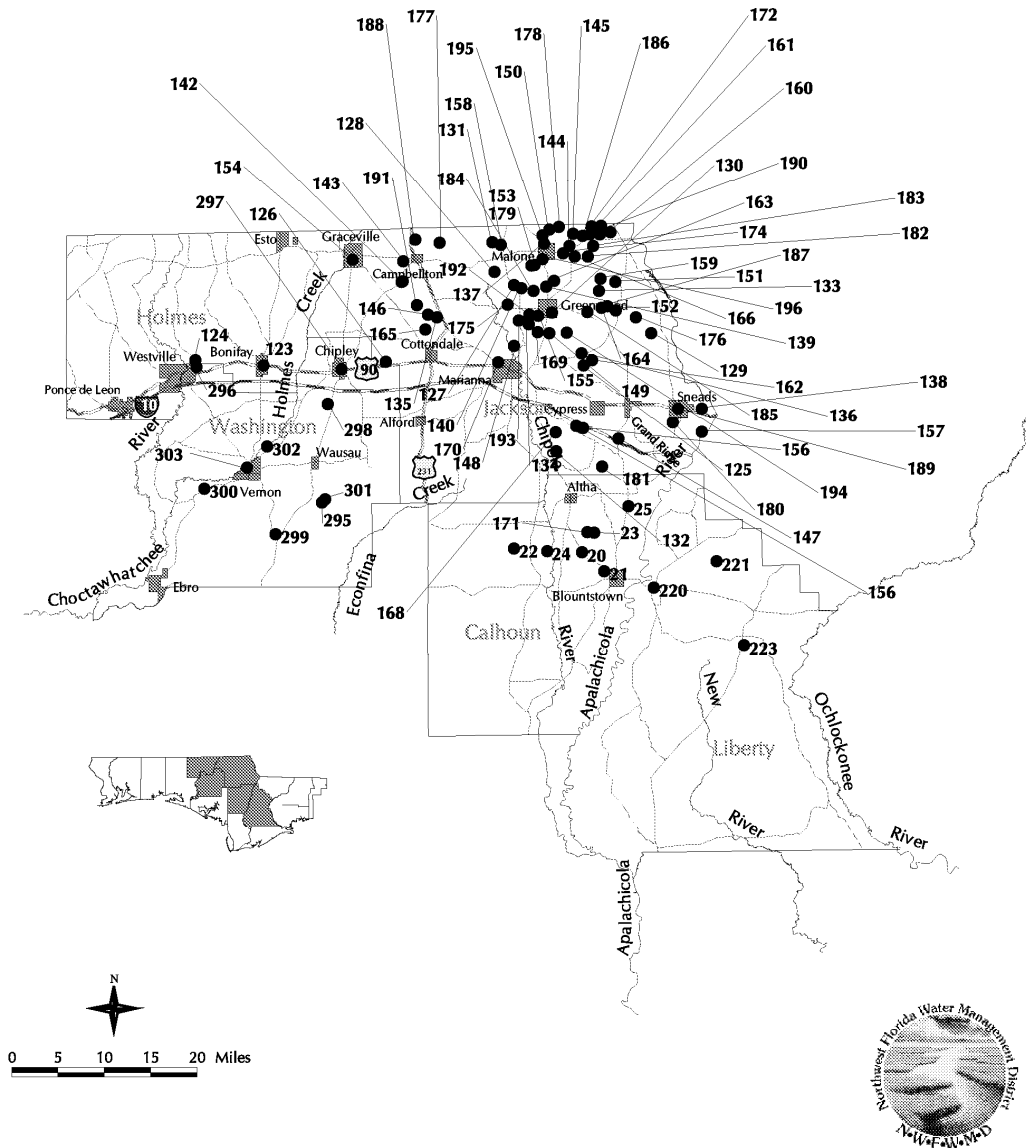 177
188
172
178
145
195
161
186
150
142
160
158
128
131
144
130
190
154
143
191
184
153
163
183
297
126
179
174
182
Esto
Graceville
Malone
159
187
Campbellton
192
151
133
Creek
137
Greenwood
152
196
146
166
Holmes
175
176
139
124
165
Cottondale
169
164
129
Westville
Bonifay
123
Chipley
90
155
162
138
Marianna
149
Sneads
Ponce de Leon
296
Holmes
135
127
Jackson
Cypress
185
136
10
River
Washington
298
Alford
140
Chipola
Grand Ridge
157
303
302
Wausau
170
193
134
River
156
125
189
300
Vernon
231
148
Altha
181
194
301
Creek
25
180
295
171
23
132
147
299
22
24
20
221
Choctawhatchee
Ebro
Econfina
21
Blountstown
220
156
168
Calhoun
River
Apalachicola
223
New
Ochlockonee
Liberty
River
River
Apalachicola
N
0 5 10 15 20 Miles
Northwest Florida Water Management District
N•W•F•W•M•D